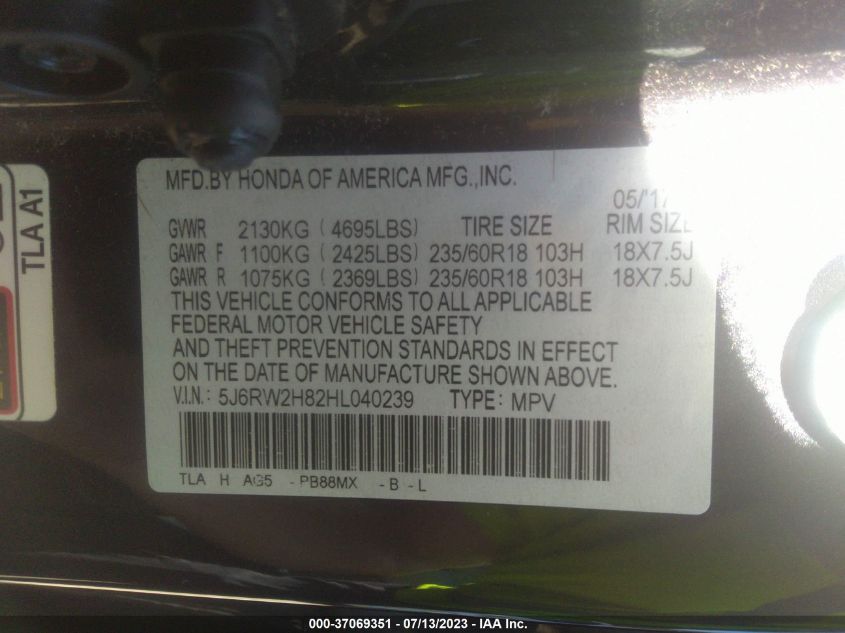 TLA A1
MFD.BY HONDA OF AMERICA MFG.,INC.
05/'17
GVWR 2130KG ( 4695LBS) TIRE SIZE RIM SIZE
GAWR F 1100KG ( 2425LBS) 235/60R18 103H 18X7.5J
GAWR R 1075KG ( 2369LBS) 235/60R18 103H 18X7.5J
THIS VEHICLE CONFORMS TO ALL APPLICABLE
FEDERAL MOTOR VEHICLE SAFETY
AND THEFT PREVENTION STANDARDS IN EFFECT
ON THE DATE OF MANUFACTURE SHOWN ABOVE.
V.I.N.: 5J6RW2H82HL040239 TYPE: MPV
TLA H AG5 -PB88MX -B -L
000-37069351 - 07/13/2023 - IAA Inc.